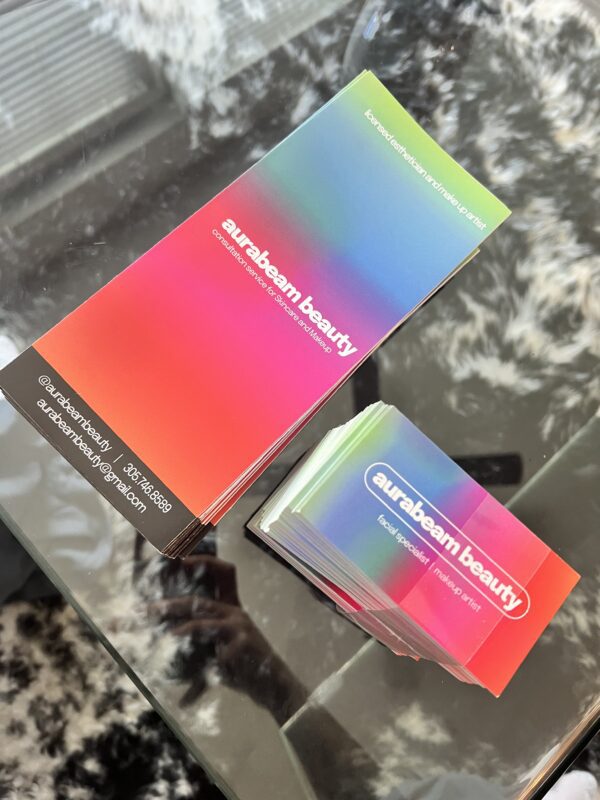 licensed esthetician and make up artist
aurabeam beauty
consultation service for Skincare and Makeup
@aurabeambeauty | 305.746.8589
aurabeambeauty@gmail.com
aurabeam beauty
facial specialist | makeup artist